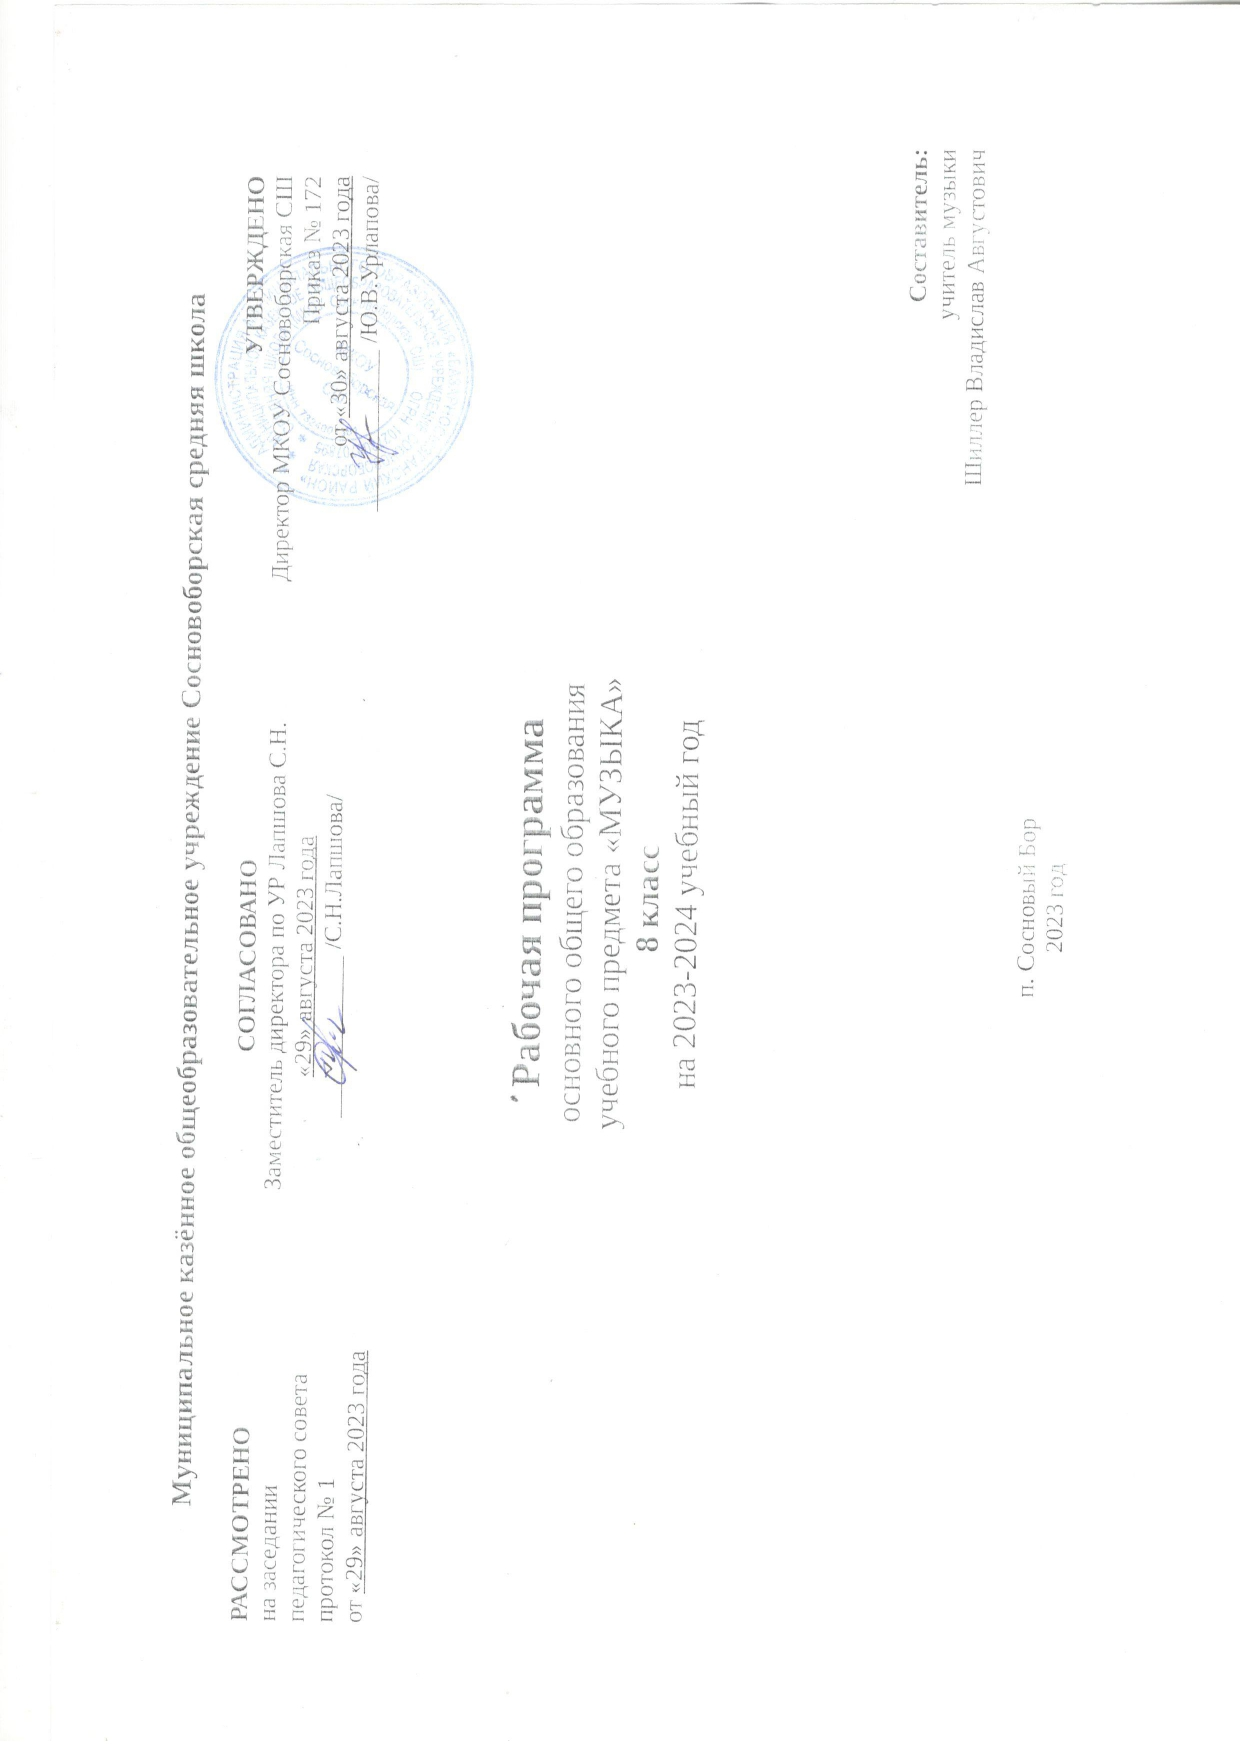 Муниципальное казённое общеобразовательное учреждение Сосновоборская средняя школа
РАССМОТРЕНО
на заседании
педагогического совета
протокол № 1
от «29» августа 2023 года
СОГЛАСОВАНО
Заместитель директора по УР Лапшова С.Н.
«29» августа 2023 года
/С.Н.Лапшова/
УТВЕРЖДЕНО
Директор МКОУ Сосновоборская СШ
Приказ № 172
от «30» августа 2023 года
/Ю.В.Урлапова/
Рабочая программа
основного общего образования
учебного предмета «МУЗЫКА»
8 класс
на 2023-2024 учебный год
Составитель:
учитель музыки
Шиллер Владислав Августович
п. Сосновый Бор
2023 год